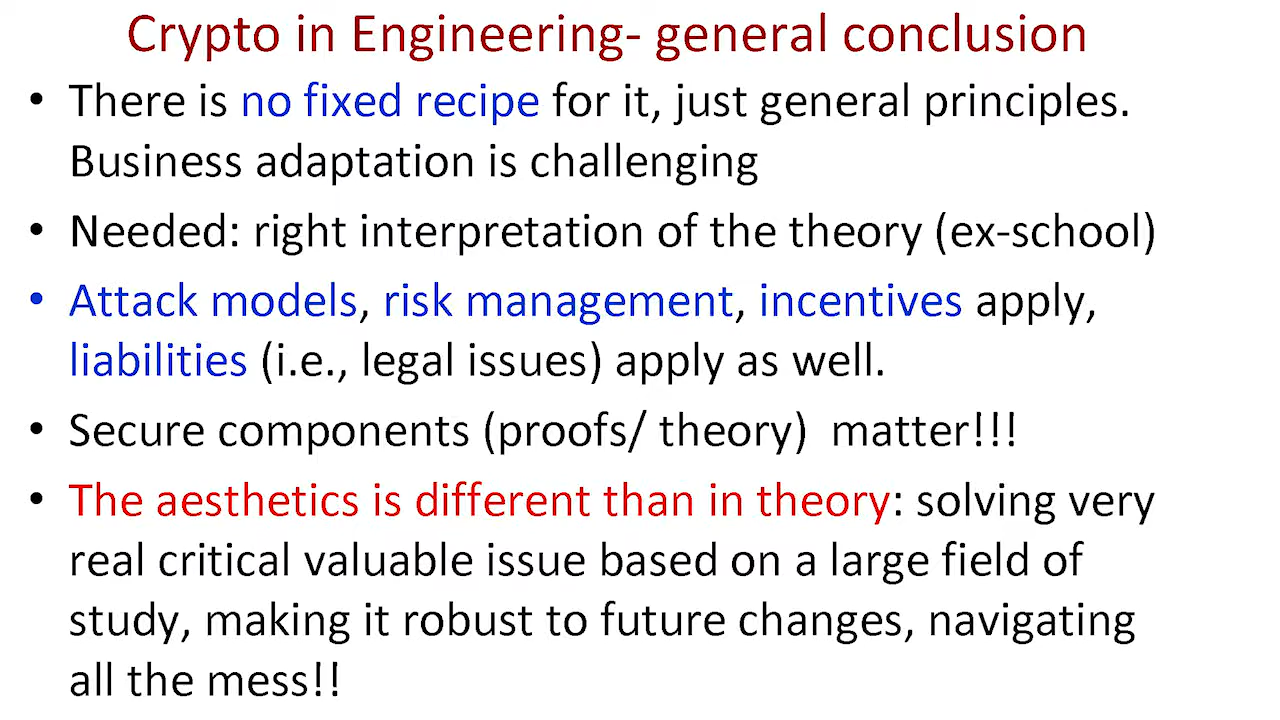 Crypto in Engineering- general conclusion
• There is no fixed recipe for it, just general principles.
Business adaptation is challenging
• Needed: right interpretation of the theory (ex-school)
• Attack models, risk management, incentives apply,
liabilities (i.e., legal issues) apply as well.
• Secure components (proofs/ theory)  matter!!!
• The aesthetics is different than in theory: solving very
real critical valuable issue based on a large field of
study, making it robust to future changes, navigating
all the mess!!